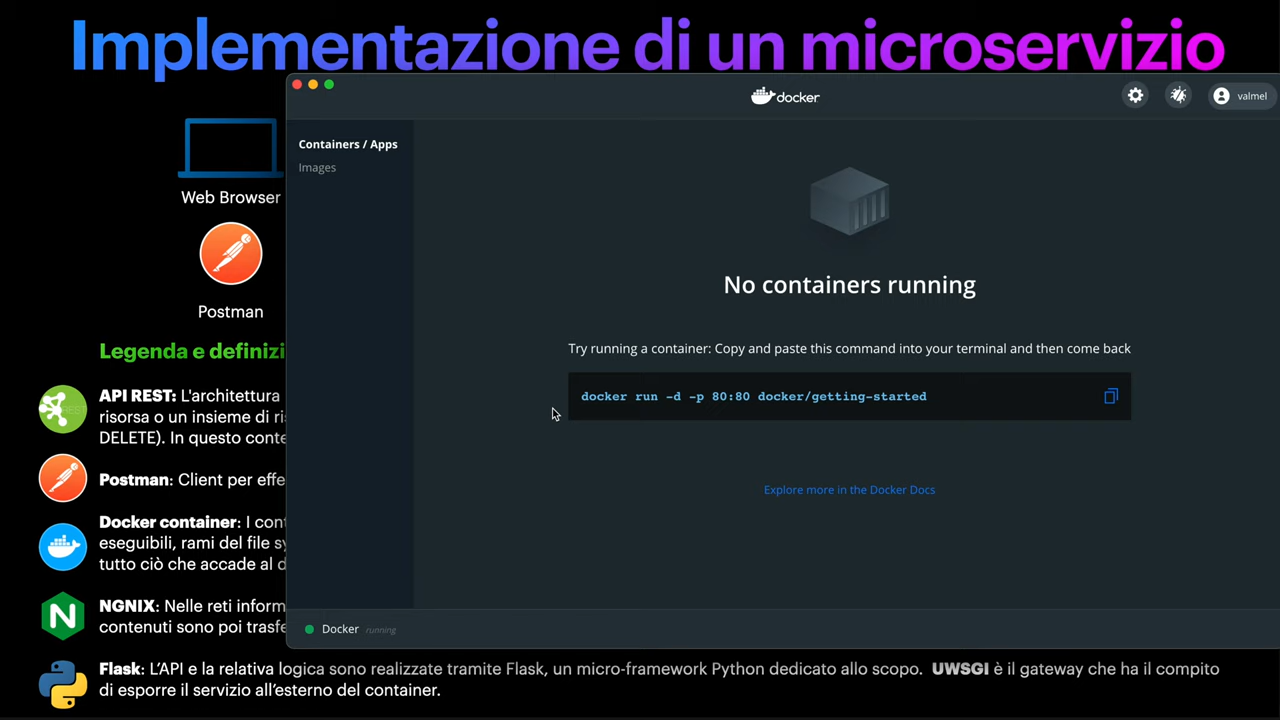 Implementazione di un microservizio
docker
valmel
Containers / Apps
Images
Web Browser
Postman
No containers running
Try running a container: Copy and paste this command into your terminal and then come back
docker run -d -p 80:80 docker/getting-started
Explore more in the Docker Docs
Docker running
Legenda e definizi
REST
API REST: L'architettura
risorsa o un insieme di ri
DELETE). In questo conte
Postman: Client per effe
Docker container: I cont
eseguibili, rami del file sy
tutto ciò che accade al d
NGNIX: Nelle reti inform
contenuti sono poi trasfe
Flask: L’API e la relativa logica sono realizzate tramite Flask, un micro-framework Python dedicato allo scopo. UWSGI è il gateway che ha il compito
di esporre il servizio all’esterno del container.